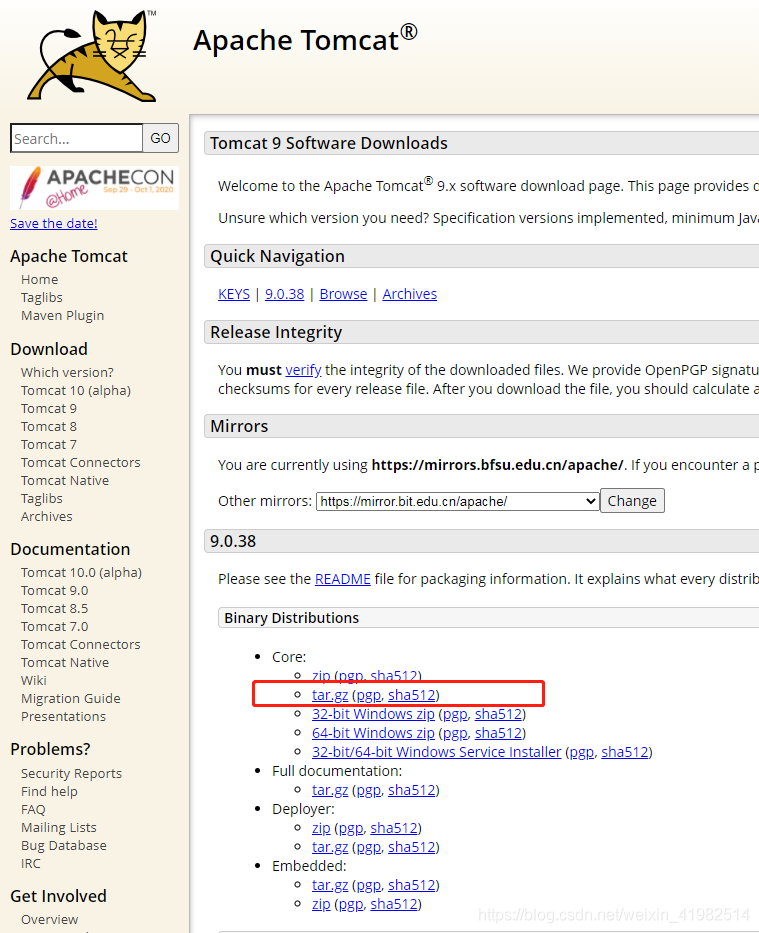 TM
Apache Tomcat®
Search...
GO
APACHECON
@Home
Sep 29 - Oct 1, 2020
Save the date!
Apache Tomcat
Home
Taglibs
Maven Plugin
Download
Which version?
Tomcat 10 (alpha)
Tomcat 9
Tomcat 8
Tomcat 7
Tomcat Connectors
Tomcat Native
Taglibs
Archives
Documentation
Tomcat 10.0 (alpha)
Tomcat 9.0
Tomcat 8.5
Tomcat 7.0
Tomcat Connectors
Tomcat Native
Wiki
Migration Guide
Presentations
Problems?
Security Reports
Find help
FAQ
Mailing Lists
Bug Database
IRC
Get Involved
Overview
Tomcat 9 Software Downloads
Welcome to the Apache Tomcat® 9.x software download page. This page provides
Unsure which version you need? Specification versions implemented, minimum Java
Quick Navigation
KEYS | 9.0.38 | Browse | Archives
Release Integrity
You must verify the integrity of the downloaded files. We provide OpenPGP signatu
checksums for every release file. After you download the file, you should calculate a
Mirrors
You are currently using https://mirrors.bfsu.edu.cn/apache/. If you encounter a p
Other mirrors: https://mirror.bit.edu.cn/apache/ Change
9.0.38
Please see the README file for packaging information. It explains what every distrib
Binary Distributions
Core:
zip (pgp, sha512)
tar.gz (pgp, sha512)
32-bit Windows zip (pgp, sha512)
64-bit Windows zip (pgp, sha512)
32-bit/64-bit Windows Service Installer (pgp, sha512)
Full documentation:
tar.gz (pgp, sha512)
Deployer:
zip (pgp, sha512)
tar.gz (pgp, sha512)
Embedded:
tar.gz (pgp, sha512)
zip (pgp, sha512)
https://blog.csdn.net/weixin_41982514